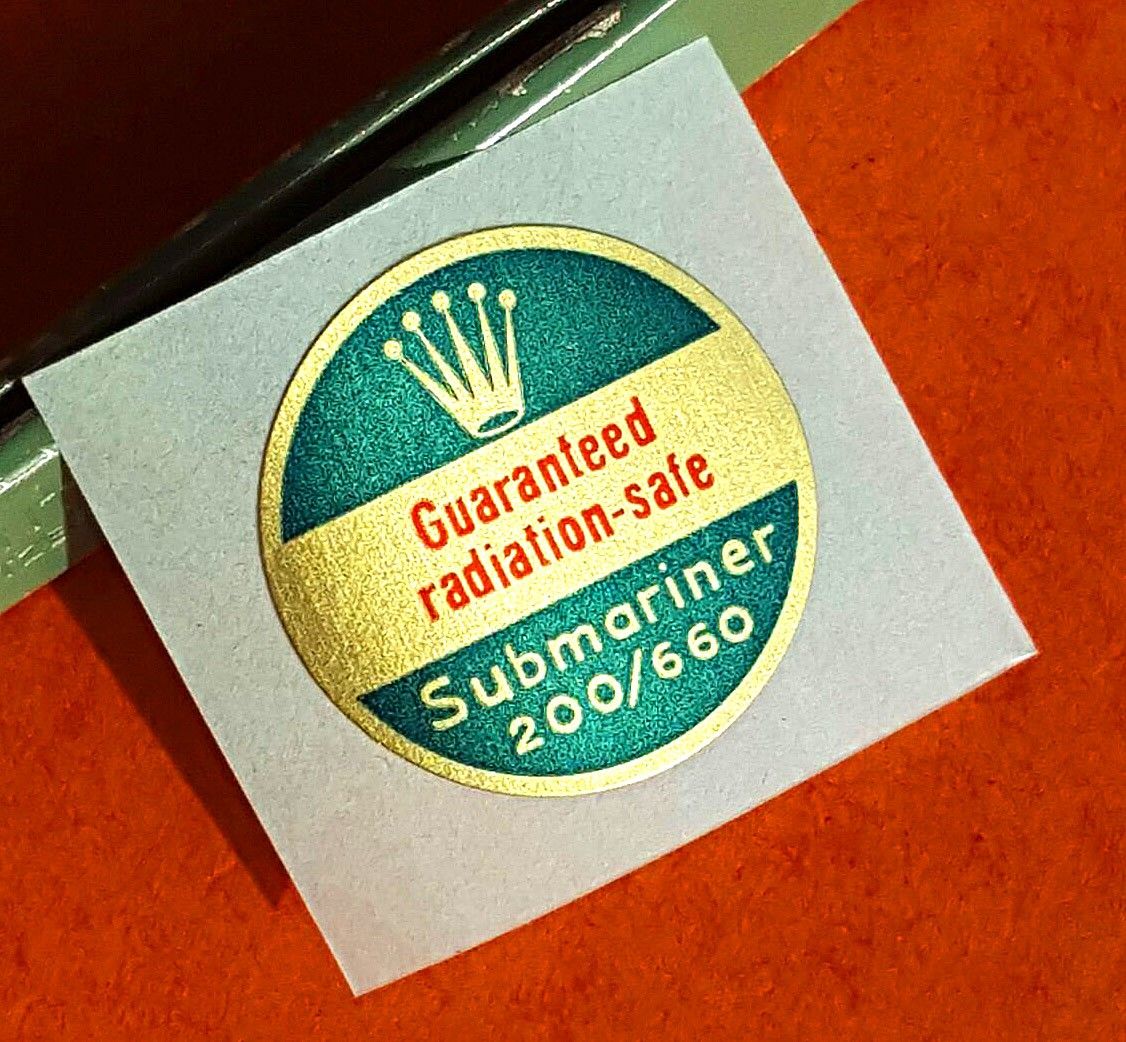 Guaranteed
radiation-safe
Submariner
200/660